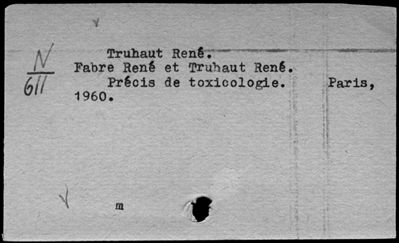 Truhaut René.
N
611
Fabre René et Truhaut René.
Précis de toxicologie. Paris,
1960.
m